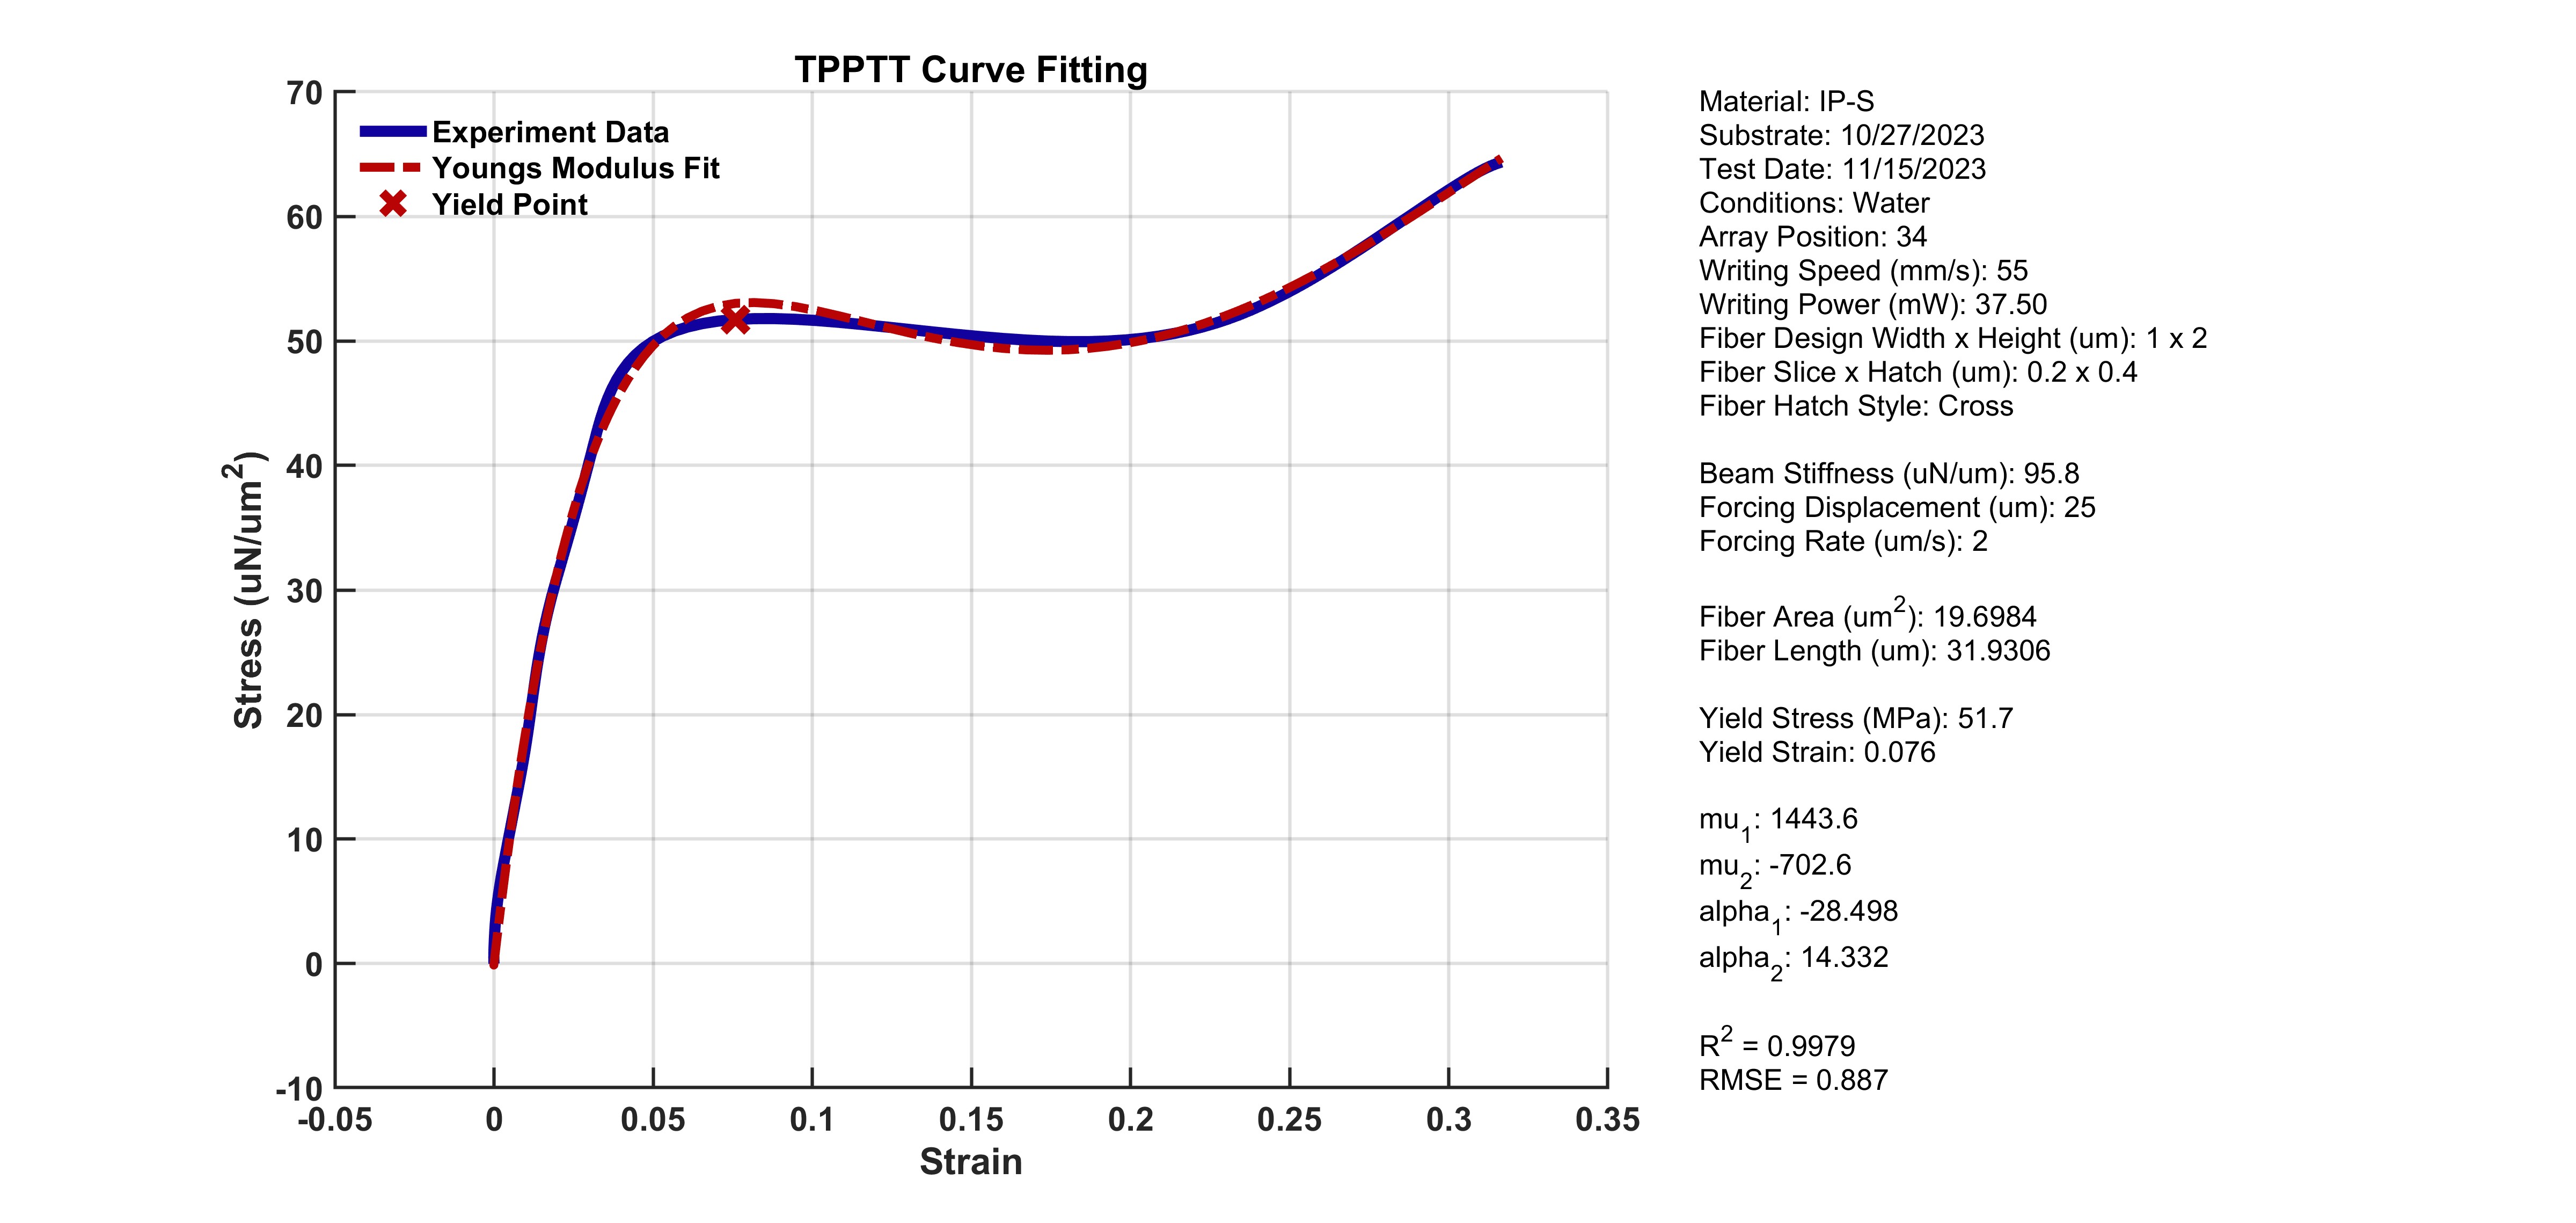 TPPTT Curve Fitting
70
60
50
40
30
20
10
0
-10
Stress (uN/um²)
Experiment Data
Youngs Modulus Fit
Yield Point
-0.05 0 0.05 0.1 0.15 0.2 0.25 0.3 0.35
Strain
Material: IP-S
Substrate: 10/27/2023
Test Date: 11/15/2023
Conditions: Water
Array Position: 34
Writing Speed (mm/s): 55
Writing Power (mW): 37.50
Fiber Design Width x Height (um): 1 x 2
Fiber Slice x Hatch (um): 0.2 x 0.4
Fiber Hatch Style: Cross
Beam Stiffness (uN/um): 95.8
Forcing Displacement (um): 25
Forcing Rate (um/s): 2
Fiber Area (um²): 19.6984
Fiber Length (um): 31.9306
Yield Stress (MPa): 51.7
Yield Strain: 0.076
mu₁: 1443.6
mu₂: -702.6
alpha₁: -28.498
alpha₂: 14.332
R² = 0.9979
RMSE = 0.887